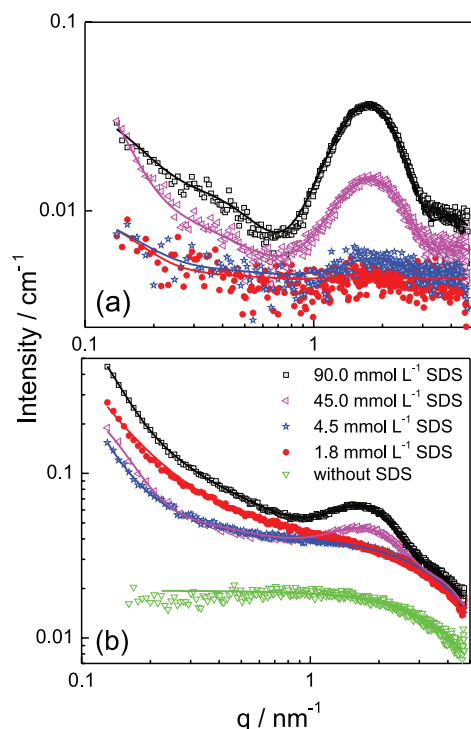 0.1
0.01
(a)
0.1
1
Intensity / cm⁻¹
90.0 mmol L⁻¹ SDS
45.0 mmol L⁻¹ SDS
4.5 mmol L⁻¹ SDS
1.8 mmol L⁻¹ SDS
without SDS
0.1
0.01
(b)
0.1
1
q / nm⁻¹